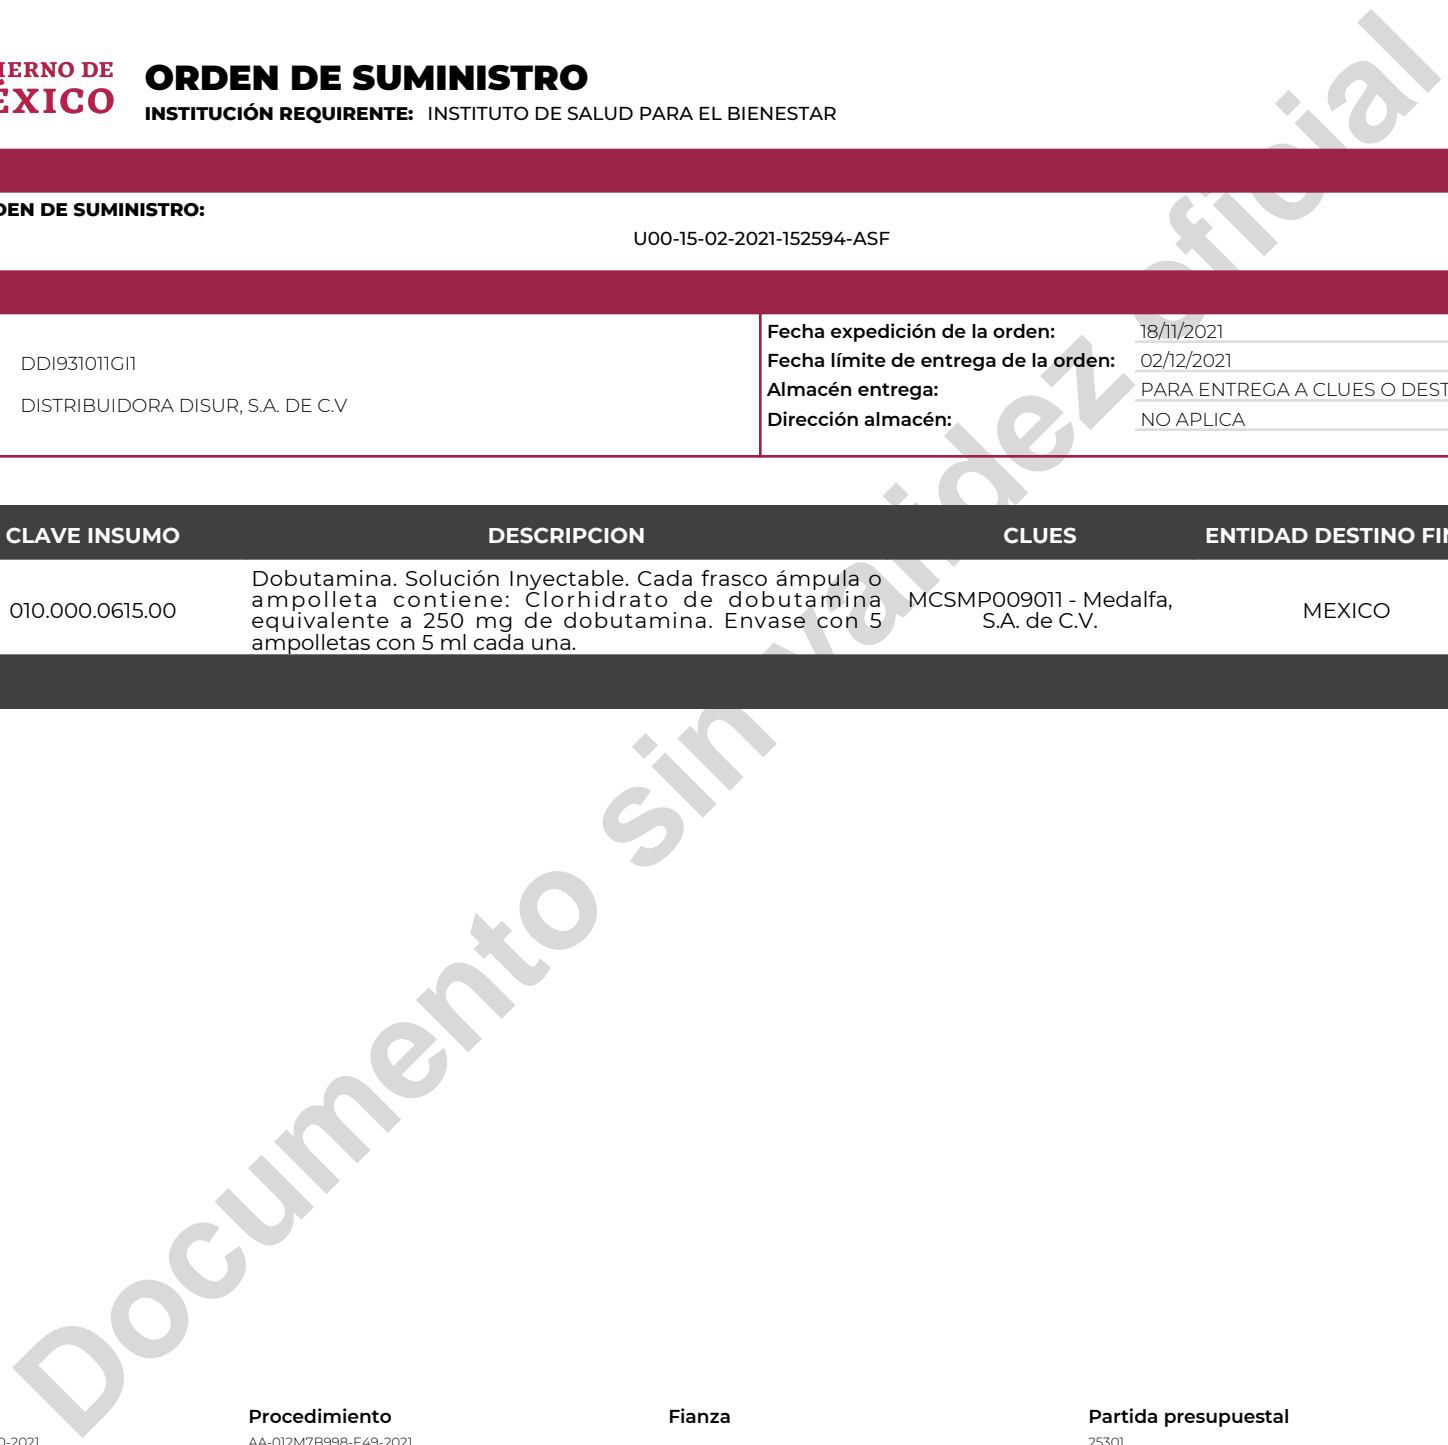 ORDEN DE SUMINISTRO
INSTITUCIÓN REQUIRENTE: INSTITUTO DE SALUD PARA EL BIENESTAR
DE
MÉXICO
DE SUMINISTRO:
U00-15-02-2021-152594-ASF
DDI931011GI1
DISTRIBUIDORA DISUR, S.A. DE C.V
Fecha expedición de la orden: 18/11/2021
Fecha límite de entrega de la orden: 02/12/2021
Almacén entrega: PARA ENTREGA A CLUES O
Dirección almacén: NO APLICA
CLAVE INSUMO DESCRIPCION CLUES ENTIDAD DESTINO
010.000.0615.00
Dobutamina. Solución Inyectable. Cada frasco ámpula o
ampolleta contiene: Clorhidrato de dobutamina
equivalente a 250 mg de dobutamina. Envase con 5
ampolletas con 5 ml cada una.
MCSMP009011 - Medalfa,
S.A. de C.V.
MEXICO
Documento sin validez oficial
Procedimiento Fianza Partida presupuestal
AA-012M7B998-E49-2021 25301